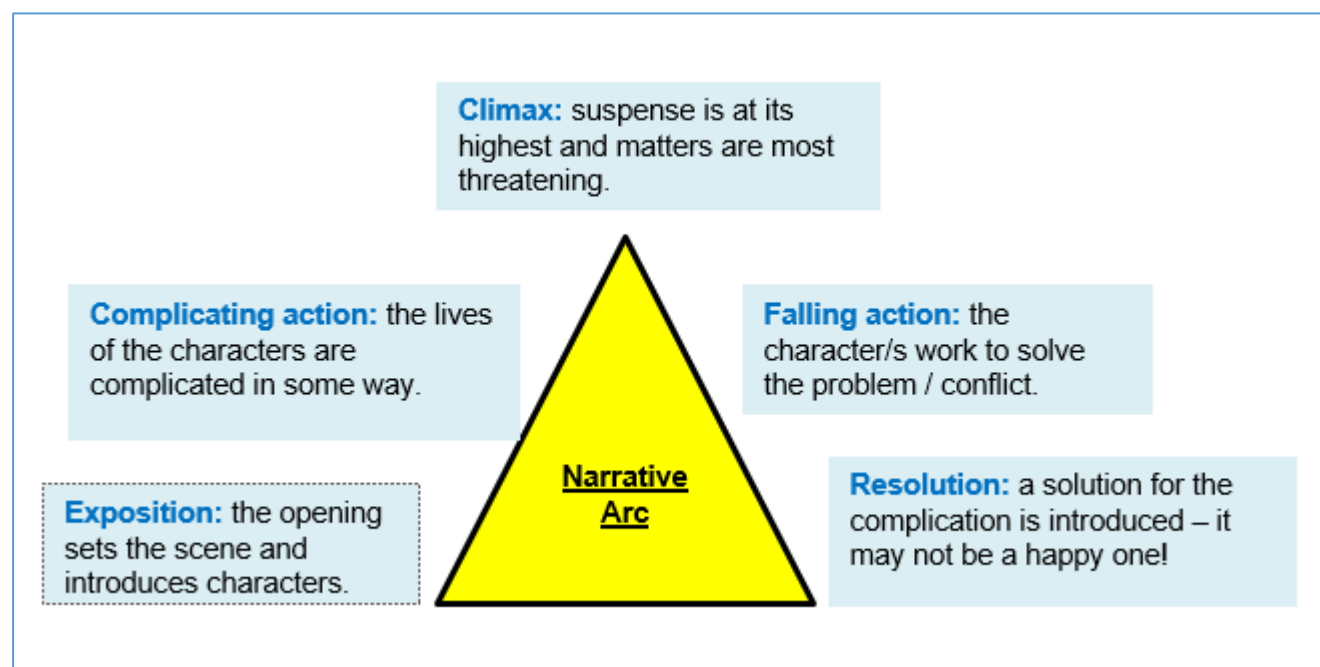 Climax: suspense is at its
highest and matters are most
threatening.
Complicating action: the lives
of the characters are
complicated in some way.
Falling action: the
character/s work to solve
the problem / conflict.
Narrative
Arc
Exposition: the opening
sets the scene and
introduces characters.
Resolution: a solution for the
complication is introduced – it
may not be a happy one!